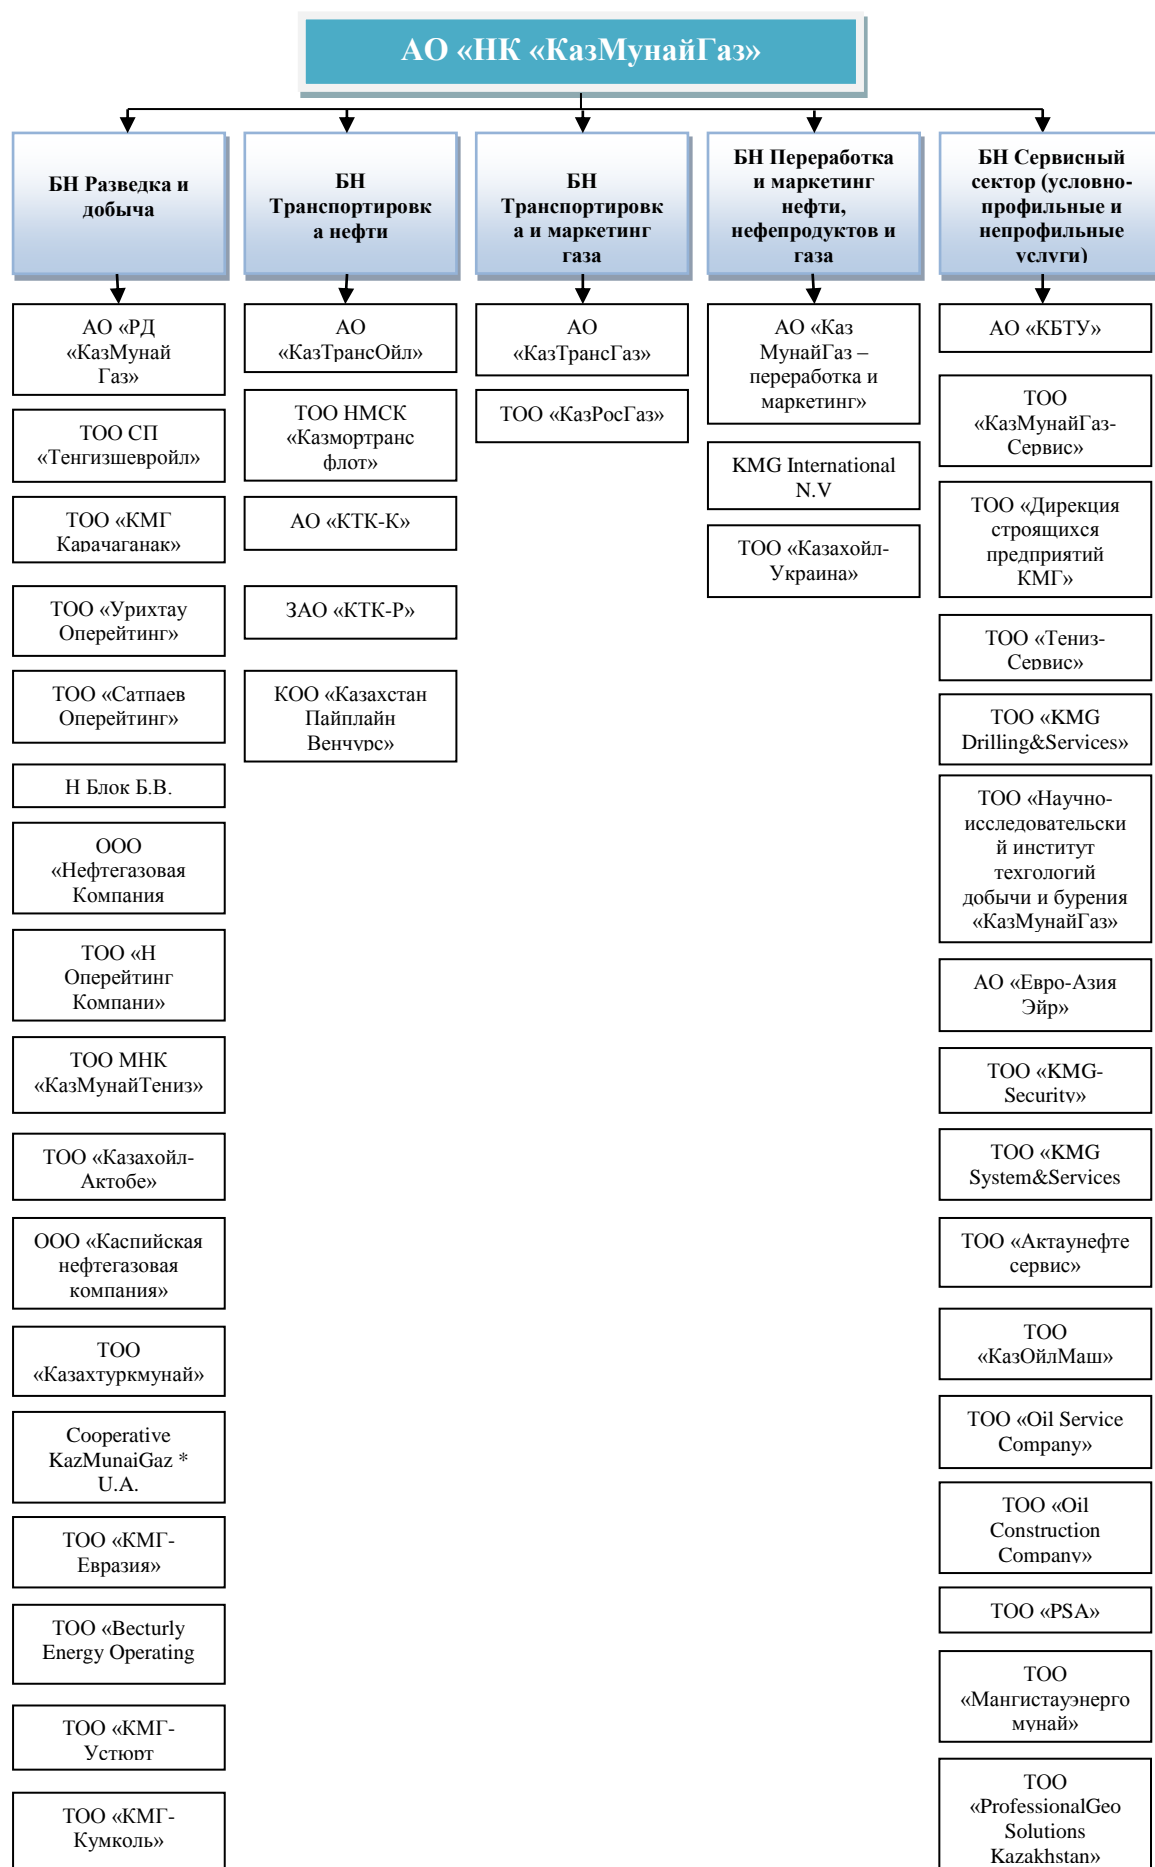 АО «НК «КазМунайГаз»
БН Разведка и
добыча
БН
Транспортировк
а нефти
БН
Транспортировк
а и маркетинг
газа
БН Переработка
и маркетинг
нефти,
нефепродуктов и
газа
БН Сервисный
сектор (условно-
профильные и
непрофильные
услуги)
АО «РД
«КазМунай
Газ»
ТОО СП
«Тенгизшевройл»
ТОО «КМГ
Карачаганак»
ТОО «Урихтау
Оперейтинг»
ТОО «Сатпаев
Оперейтинг»
Н Блок Б.В.
ООО
«Нефтегазовая
Компания
ТОО «Н
Оперейтинг
Компани»
ТОО МНК
«КазМунайТениз»
ТОО «Казахойл-
Актобе»
ООО «Каспийская
нефтегазовая
компания»
ТОО
«Казахтуркмунай»
Cooperative
KazMunaiGaz *
U.A.
ТОО «КМГ-
Евразия»
ТОО «Becturly
Energy Operating
ТОО «КМГ-
Устюрт
ТОО «КМГ-
Кумколь»
АО
«КазТрансОйл»
ТОО НМСК
«Казмортранс
флот»
АО «КТК-К»
ЗАО «КТК-Р»
КОО «Казахстан
Пайплайн
Венчурс»
АО
«КазТрансГаз»
ТОО «КазРосГаз»
АО «Каз
МунайГаз –
переработка и
маркетинг»
KMG International
N.V
ТОО «Казахойл-
Украина»
АО «КБТУ»
ТОО
«КазМунайГаз-
Сервис»
ТОО «Дирекция
строящихся
предприятий
КМГ»
ТОО «Тениз-
Сервис»
ТОО «KMG
Drilling&Services»
ТОО «Научно-
исследовательски
й институт
техгологий
добычи и бурения
«КазМунайГаз»
АО «Евро-Азия
Эйр»
ТОО «KMG-
Security»
ТОО «KMG
System&Services
ТОО «Актаунефте
сервис»
ТОО
«КазОйлМаш»
ТОО «Oil Service
Company»
ТОО «Oil
Construction
Company»
ТОО «PSA»
ТОО
«Мангистауэнерго
мунай»
ТОО
«ProfessionalGeo
Solutions
Kazakhstan»